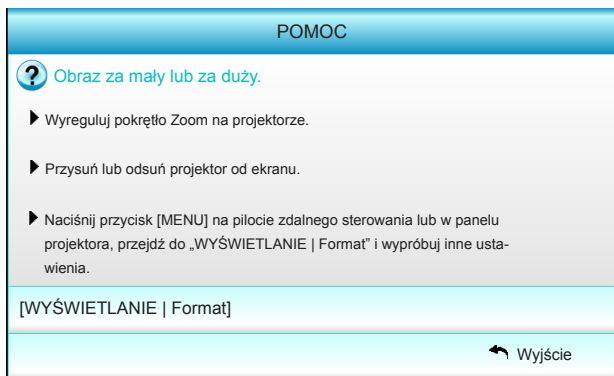 POMOC
? Obraz za mały lub za duży.
Wyreguluj pokrętło Zoom na projektorze.
Przysuń lub odsuń projektor od ekranu.
Naciśnij przycisk [MENU] na pilocie zdalnego sterowania lub w panelu
projektora, przejdź do „WYŚWIETLANIE | Format” i wypróbuj inne usta-
wienia.
[WYŚWIETLANIE | Format]
Wyjście